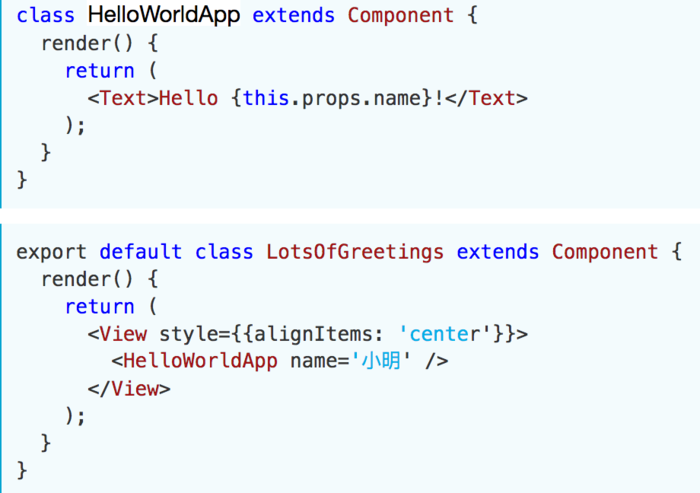 class HelloWorldApp extends Component {
  render() {
    return (
      <Text>Hello {this.props.name}!</Text>
    );
  }
}
export default class LotsOfGreetings extends Component {
  render() {
    return (
      <View style={{alignItems: 'center'}}>
        <HelloWorldApp name='小明' />
      </View>
    );
  }
}